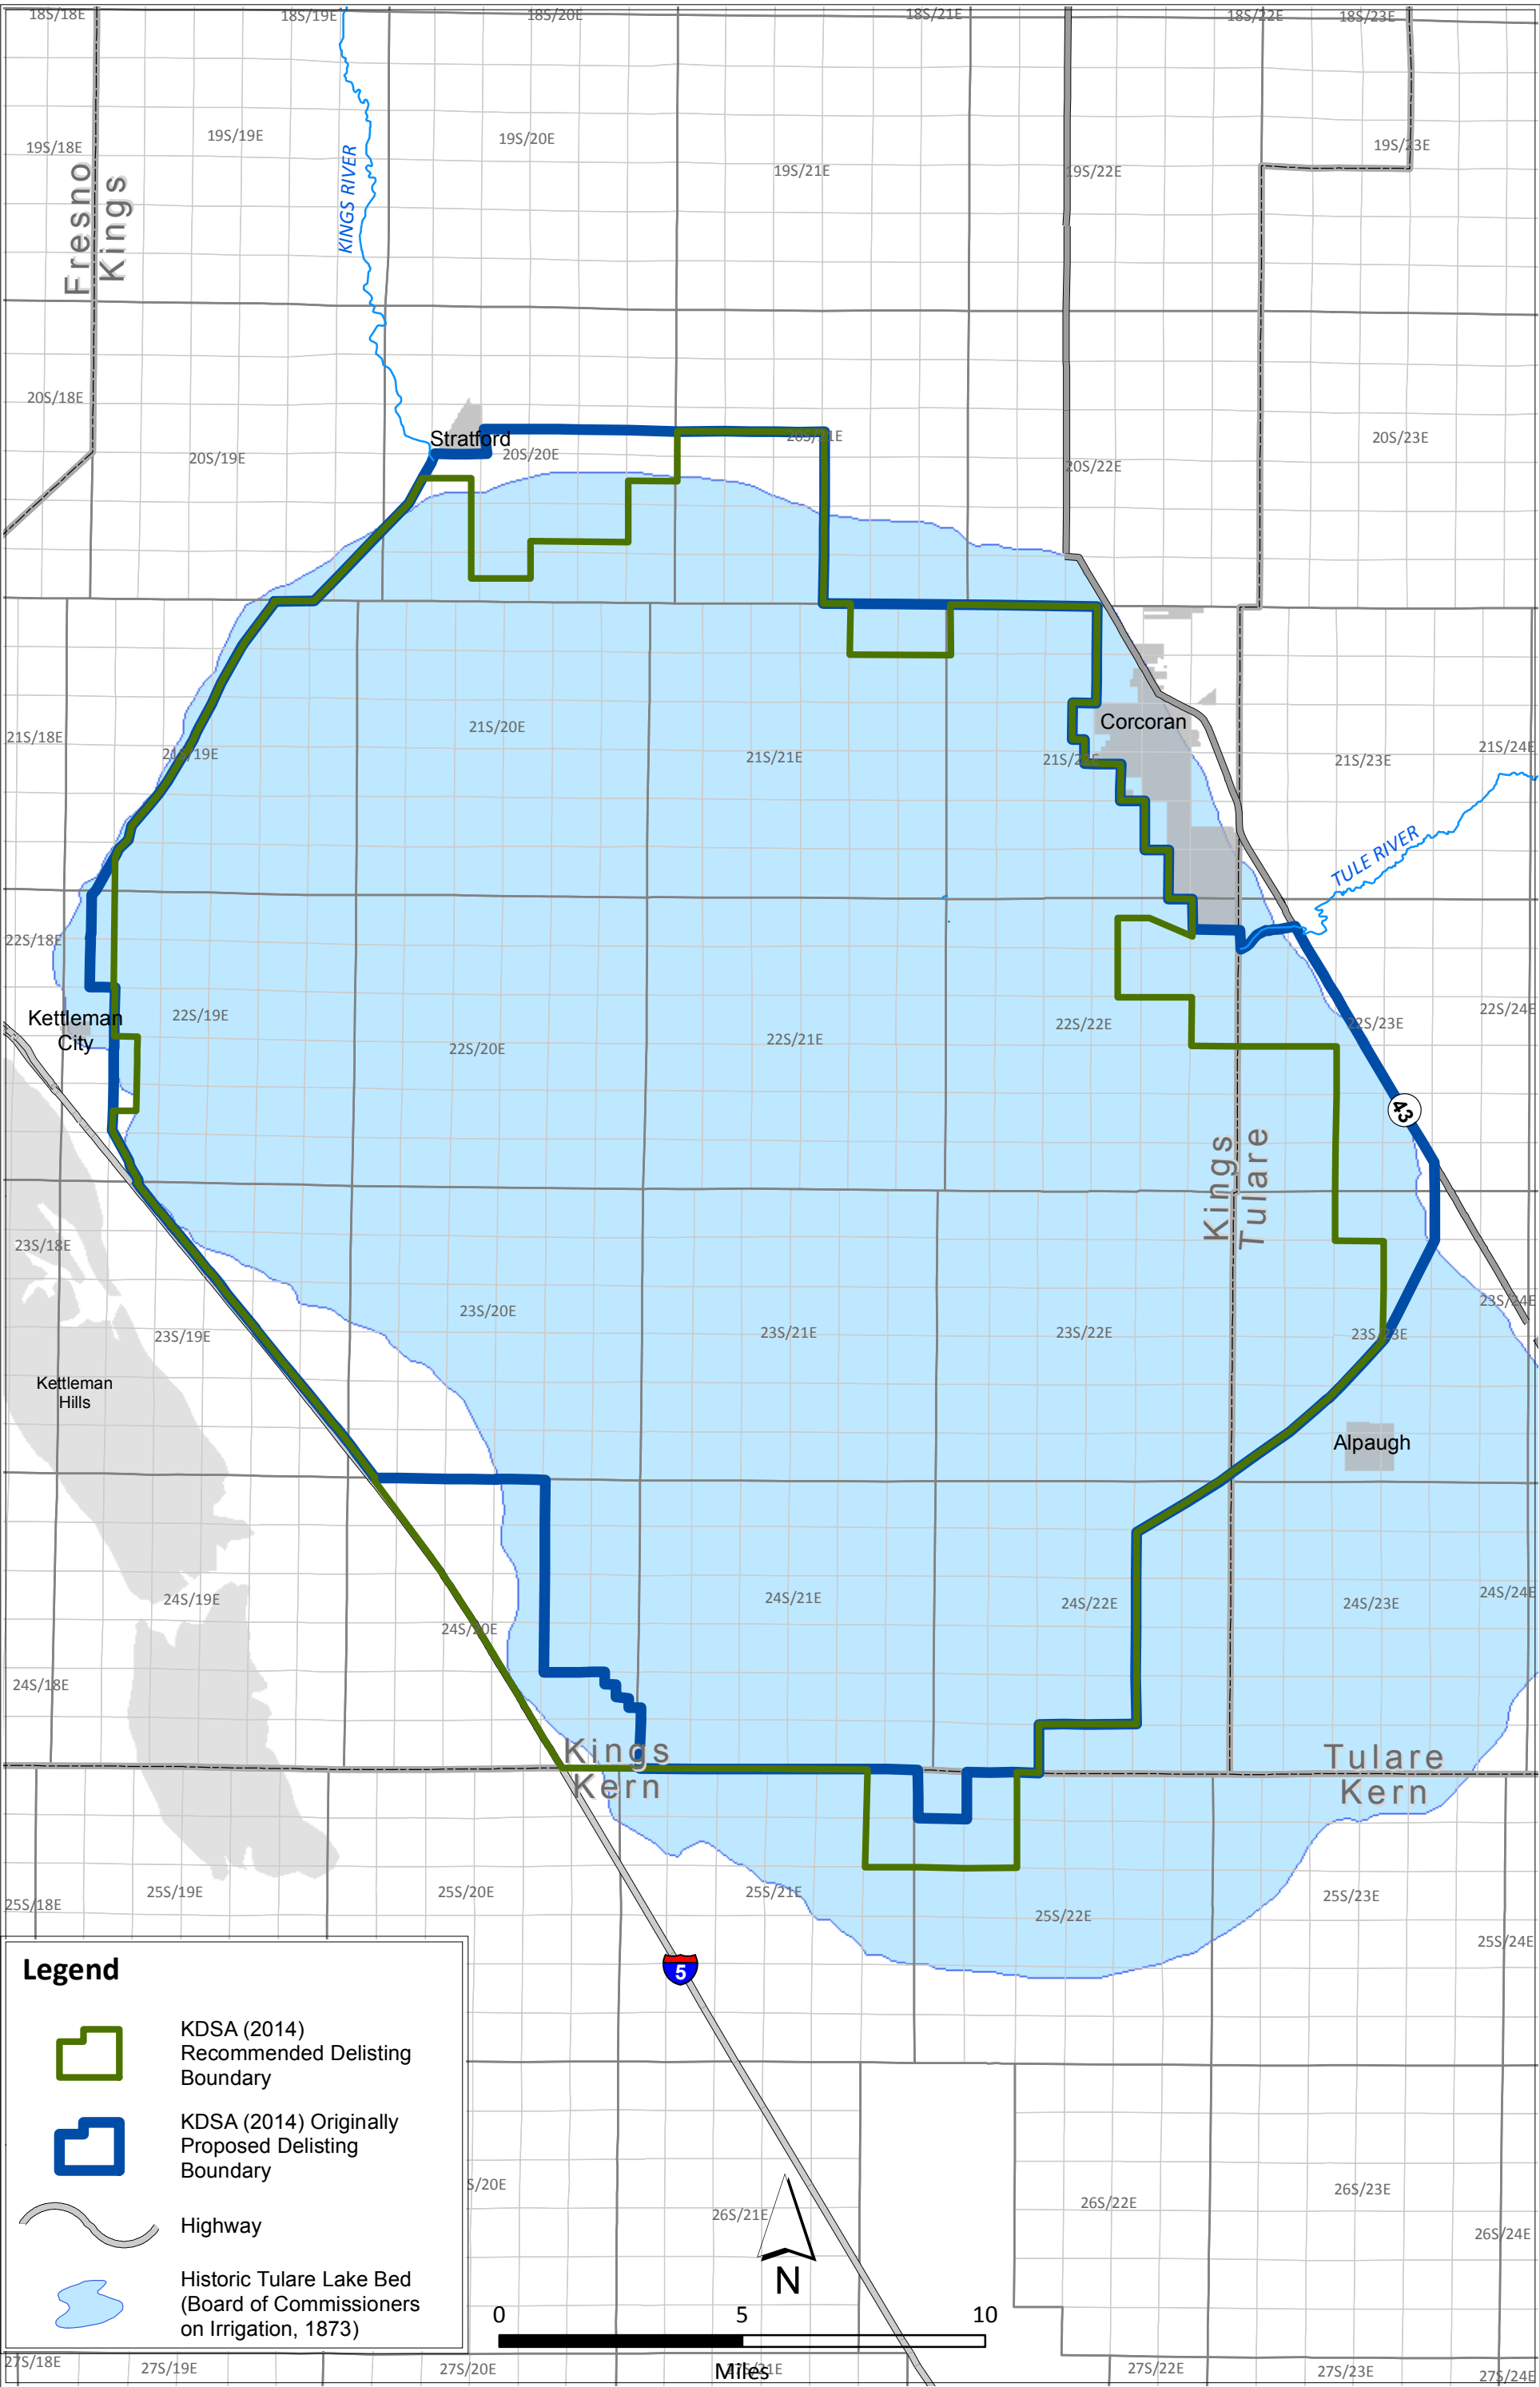 18S/18E
18S/19E
18S/20E
18S/21E
18S/22E
18S/23E
19S/18E
19S/19E
19S/20E
19S/21E
19S/22E
19S/23E
Fresno
Kings
KINGS RIVER
20S/18E
20S/19E
Stratford
20S/20E
20S/21E
20S/22E
20S/23E
21S/18E
21S/19E
21S/20E
21S/21E
Corcoran
21S/22E
21S/23E
21S/24E
TULE RIVER
22S/18E
Kettleman
City
22S/19E
22S/20E
22S/21E
22S/22E
22S/23E
22S/24E
43
Kings
Tulare
23S/18E
23S/19E
23S/20E
23S/21E
23S/22E
23S/23E
23S/24E
Kettleman
Hills
Alpaugh
24S/18E
24S/19E
24S/20E
24S/21E
24S/22E
24S/23E
24S/24E
Kings
Kern
Tulare
Kern
25S/18E
25S/19E
25S/20E
25S/21E
25S/22E
25S/23E
25S/24E
5
Legend
KDSA (2014)
Recommended Delisting
Boundary
KDSA (2014) Originally
Proposed Delisting
Boundary
Highway
Historic Tulare Lake Bed
(Board of Commissioners
on Irrigation, 1873)
S/20E
26S/21E
26S/22E
26S/23E
26S/24E
N
0 5 10
Miles
27S/18E
27S/19E
27S/20E
27S/22E
27S/23E
27S/24E